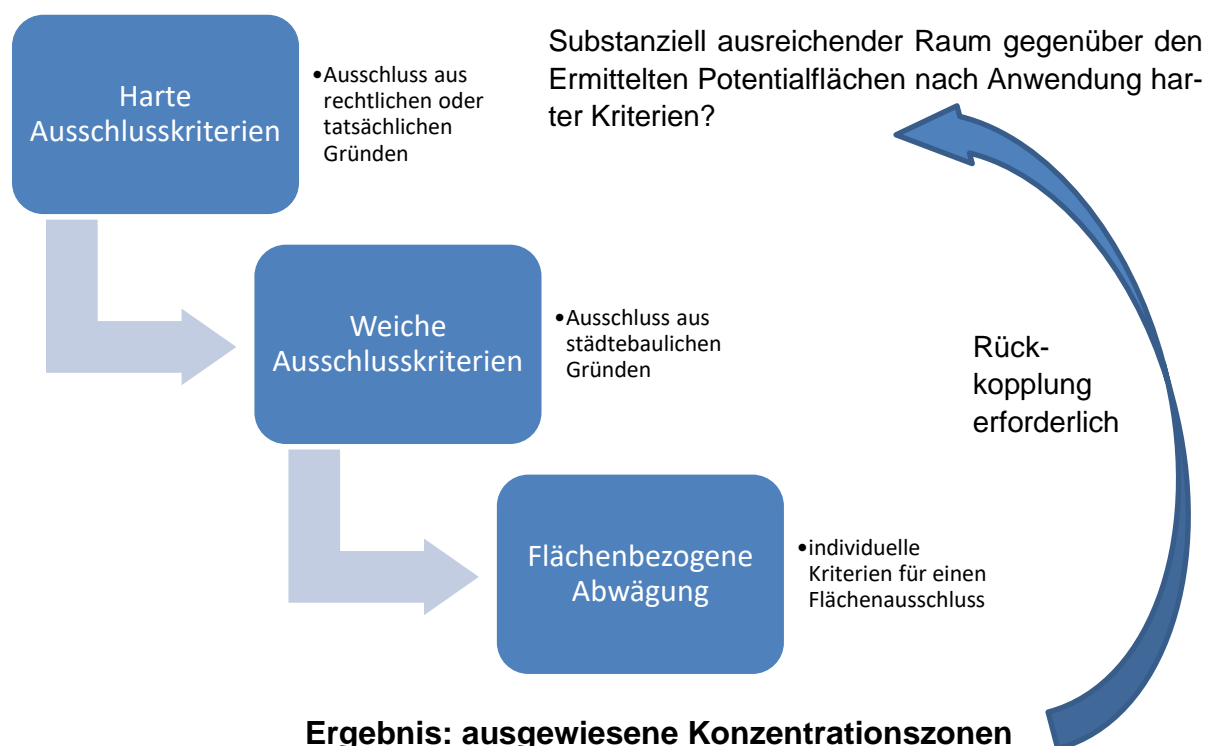 Harte
Ausschlusskriterien
•Ausschluss aus
rechtlichen oder
tatsächlichen
Gründen
Substanziell ausreichender Raum gegenüber den
Ermittelten Potentialflächen nach Anwendung har-
ter Kriterien?
Weiche
Ausschlusskriterien
•Ausschluss aus
städtebaulichen
Gründen
Rück-
kopplung
erforderlich
Flächenbezogene
Abwägung
•individuelle
Kriterien für einen
Flächenausschluss
Ergebnis: ausgewiesene Konzentrationszonen